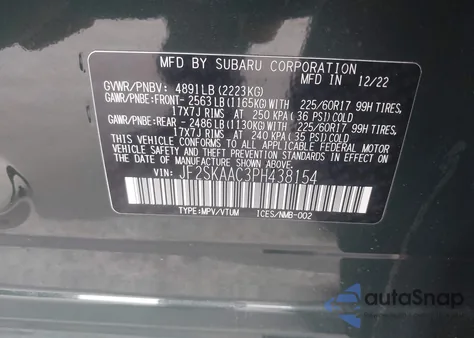 MFD BY SUBARU CORPORATION
MFD IN 12/22
GVWR/PNBV: 4891LB(2223KG)
GAWR/PNBE: FRONT- 2563LB(1165KG)WITH 225/60R17 99H TIRES,
17X7J RIMS AT 250 KPA(36 PSI)COLD
GAWR/PNBE: REAR- 2486LB(1130KG)WITH 225/60R17 99H TIRES,
17X7J RIMS AT 240 KPA(35 PSI)COLD
THIS VEHICLE CONFORMS TO ALL APPLICABLE FEDERAL MOTOR
VEHICLE SAFETY, BUMPER, AND THEFT PREVENTION STANDARDS
IN EFFECT ON THE DATE OF MANUFACTURE SHOWN ABOVE.
VIN: JF2SKAAC3PH438154
TYPE:MPV/VTUM ICES/NMB-002
autoSnap